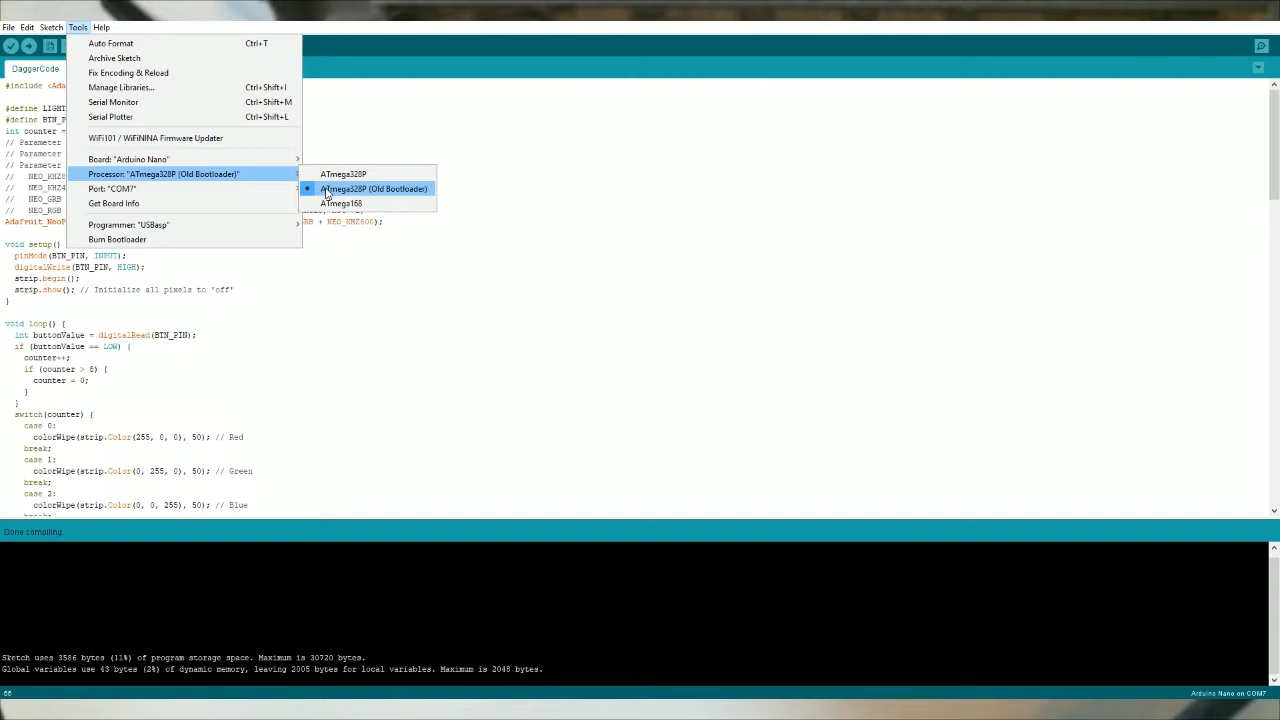 File Edit Sketch Tools Help
Auto Format Ctrl+T
Archive Sketch
Fix Encoding & Reload
Manage Libraries... Ctrl+Shift+I
Serial Monitor Ctrl+Shift+M
Serial Plotter Ctrl+Shift+L
WiFi101 / WiFiNINA Firmware Updater
Board: "Arduino Nano"
Processor: "ATmega328P (Old Bootloader)"
Port: "COM7"
Get Board Info
Programmer: "USBasp"
Burn Bootloader
ATmega328P
ATmega328P (Old Bootloader)
ATmega168
DaggerCode
#include <Ada
#define LIGHT
#define BTN_P
int counter =
// Parameter
// Parameter
// Parameter
// NEO_KHZ8
// NEO_KHZ4
// NEO_GRB
// NEO_RGB
Adafruit_NeoP
RB + NEO_KHZ800);
void setup()
pinMode(BTN_PIN, INPUT);
digitalWrite(BTN_PIN, HIGH);
strip.begin();
strip.show(); // Initialize all pixels to 'off'
}
void loop() {
int buttonValue = digitalRead(BTN_PIN);
if (buttonValue == LOW) {
counter++;
if (counter > 8) {
counter = 0;
}
}
switch(counter) {
case 0:
colorWipe(strip.Color(255, 0, 0), 50); // Red
break;
case 1:
colorWipe(strip.Color(0, 255, 0), 50); // Green
break;
case 2:
colorWipe(strip.Color(0, 0, 255), 50); // Blue
break;
Done compiling.
Sketch uses 3586 bytes (11%) of program storage space. Maximum is 30720 bytes.
Global variables use 43 bytes (2%) of dynamic memory, leaving 2005 bytes for local variables. Maximum is 2048 bytes.
Arduino Nano on COM7